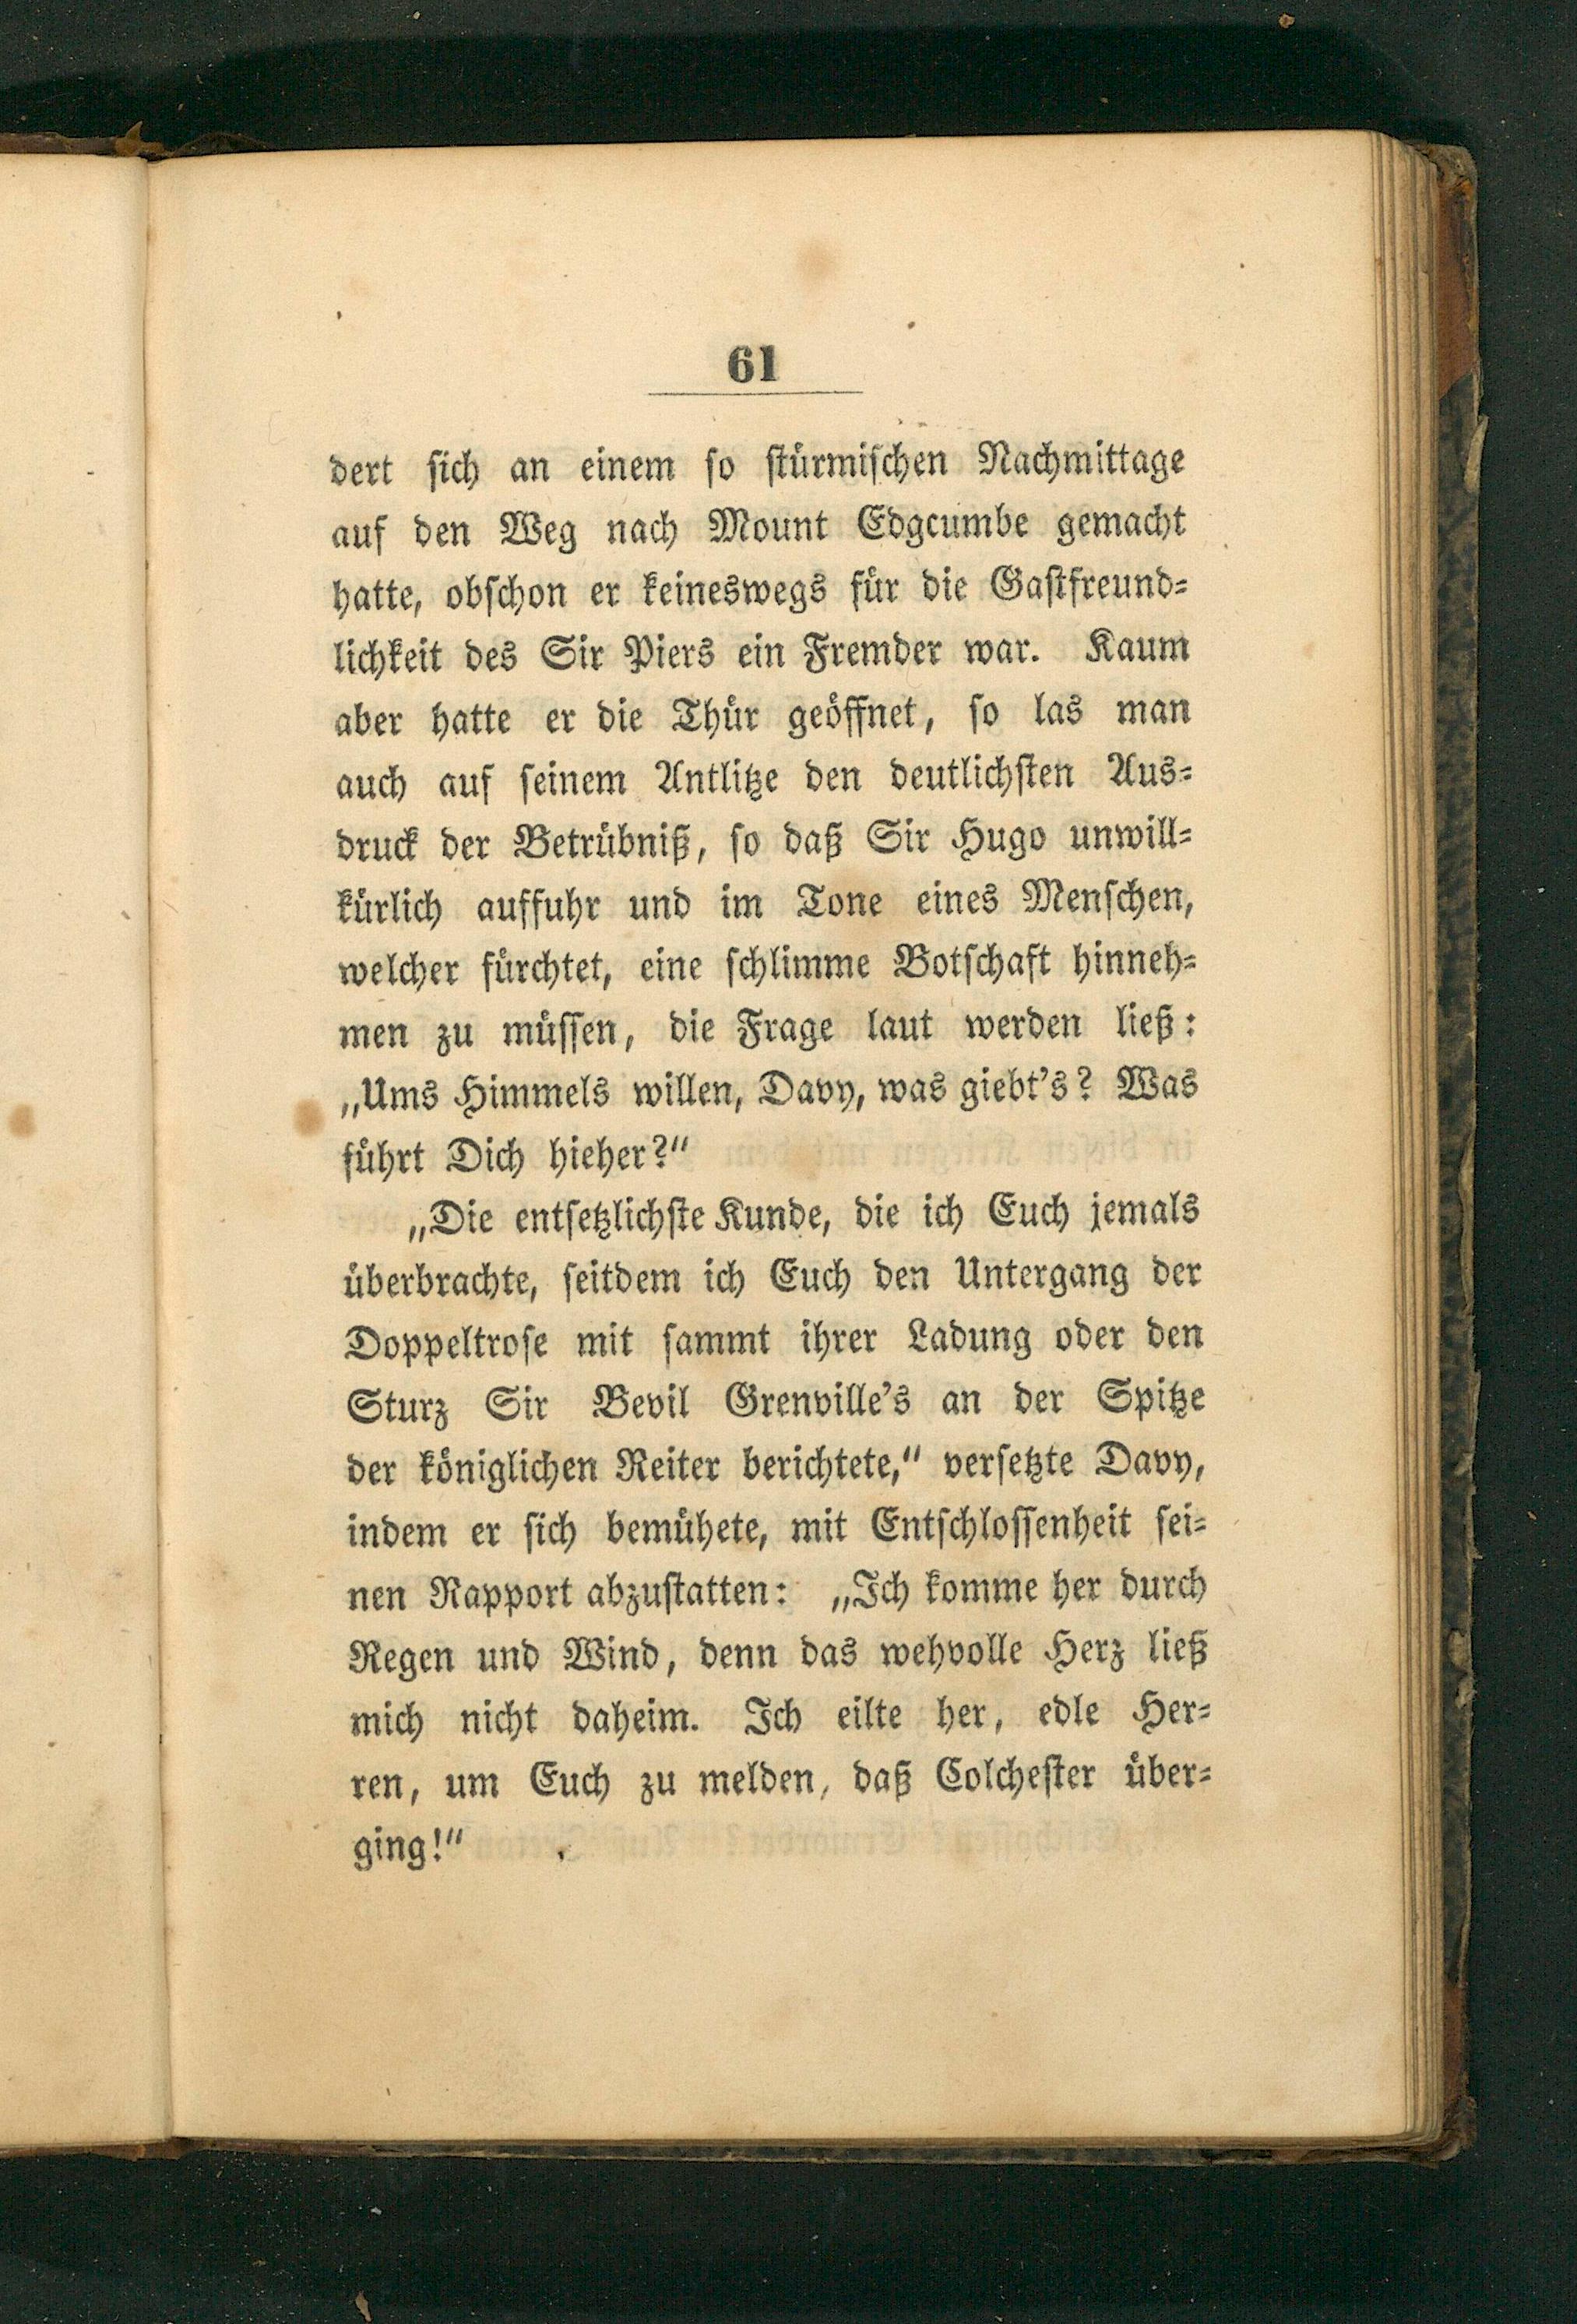 61
dert sich an einem so stürmischen Nachmittage
auf den Weg nach Mount Edgcumbe gemacht
hatte, obschon er keineswegs für die Gastfreund=
lichkeit des Sir Piers ein Fremder war. Kaum
aber hatte er die Thür geöffnet, so las man
auch auf seinem Antlitze den deutlichsten Aus=
druck der Betrübniß, so daß Sir Hugo unwill=
kürlich auffuhr und im Tone eines Menschen,
welcher fürchtet, eine schlimme Botschaft hinneh=
men zu müssen, die Frage laut werden ließ:
„Ums Himmels willen, Davy, was giebt's? Was
führt Dich hieher?“
„Die entsetzlichste Kunde, die ich Euch jemals
überbrachte, seitdem ich Euch den Untergang der
Doppeltrose mit sammt ihrer Ladung oder den
Sturz Sir Bevil Grenville's an der Spitze
der königlichen Reiter berichtete,“ versetzte Davy,
indem er sich bemühete, mit Entschlossenheit sei=
nen Rapport abzustatten: „Ich komme her durch
Regen und Wind, denn das wehvolle Herz ließ
mich nicht daheim. Ich eilte her, edle Her=
ren, um Euch zu melden, daß Colchester über=
ging!“